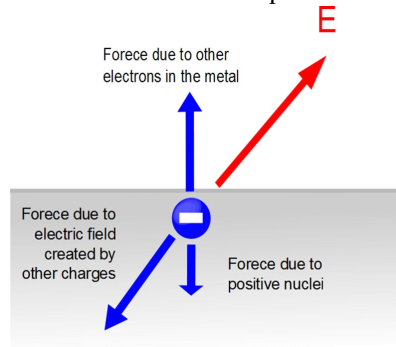 E
Forece due to other
electrons in the metal
Forece due to
electric field
created by
other charges
Forece due to
positive nuclei